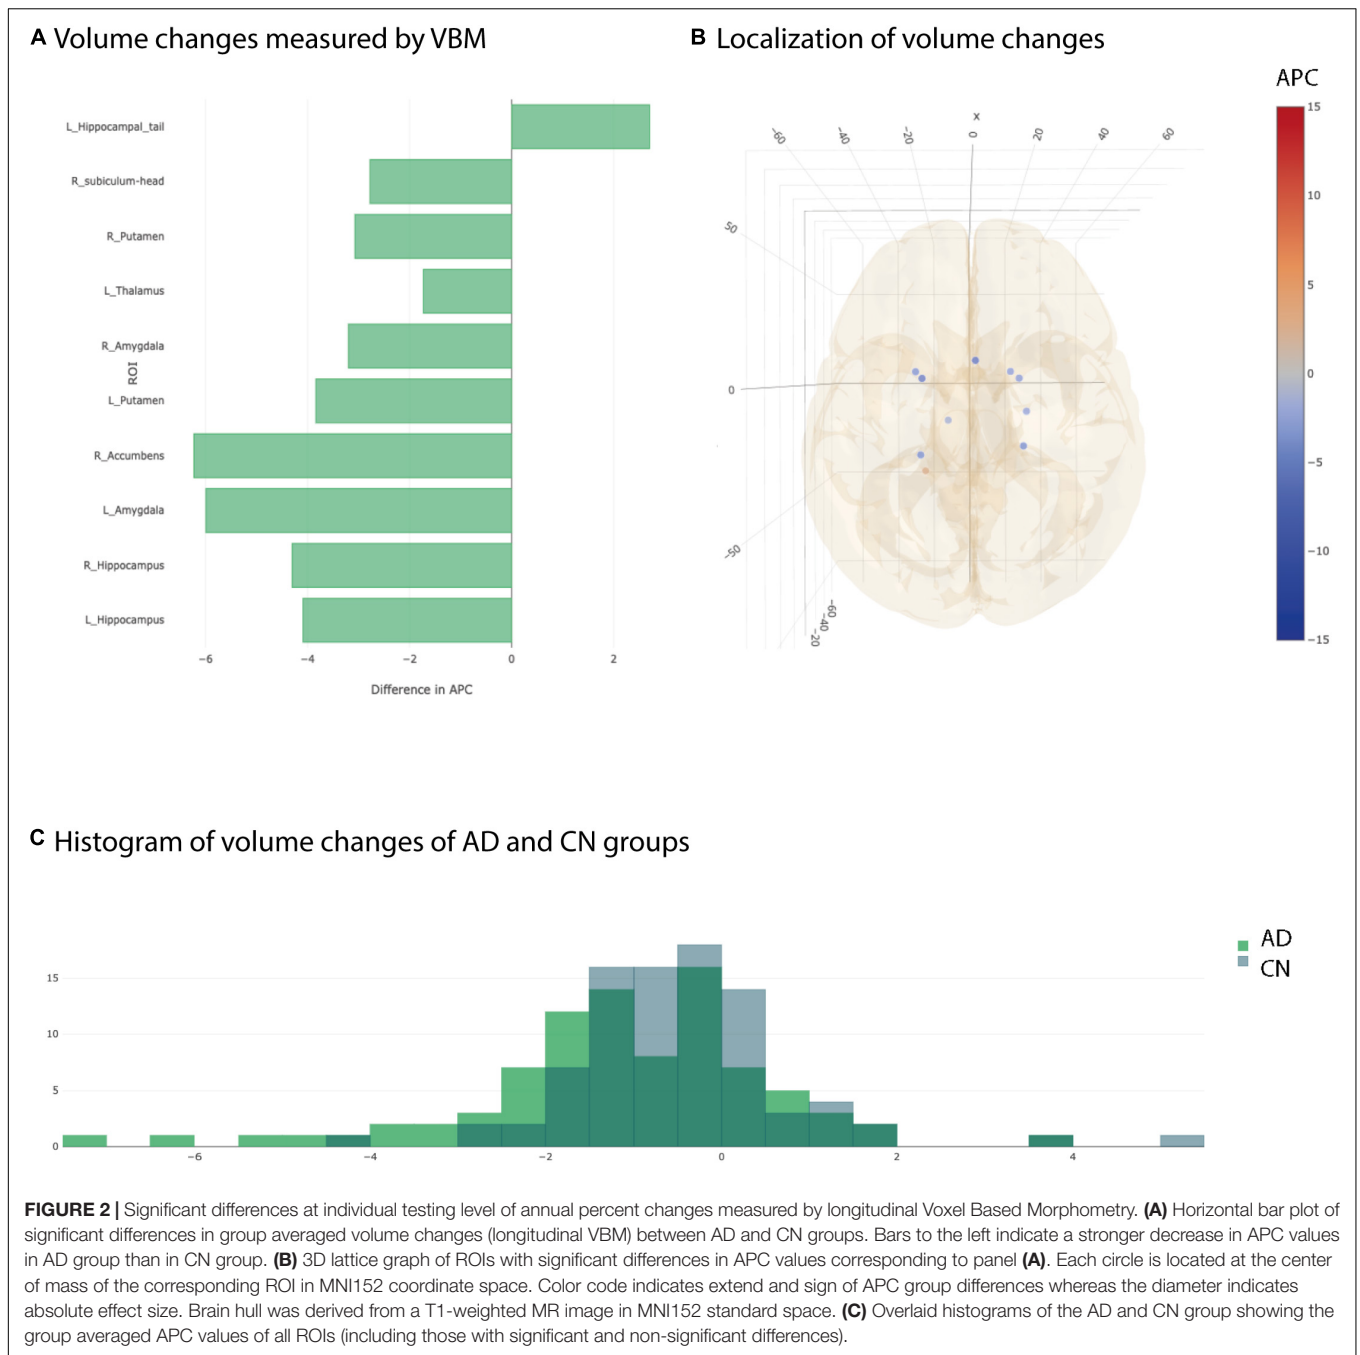 A Volume changes measured by VBM
B Localization of volume changes
APC
L_Hippocampal_tail
R_subiculum-head
R_Putamen
L_Thalamus
R_Amygdala
ROI
L_Putamen
R_Accumbens
L_Amygdala
R_Hippocampus
L_Hippocampus
−6 −4 −2 0 2
Difference in APC
x
−60 −40 −20 0 20 40 60
50
0
−50
−60
−40
−20
15
10
5
0
−5
−10
−15
C Histogram of volume changes of AD and CN groups
AD
CN
15
10
5
0
−6 −4 −2 0 2 4
FIGURE 2 | Significant differences at individual testing level of annual percent changes measured by longitudinal Voxel Based Morphometry. (A) Horizontal bar plot of
significant differences in group averaged volume changes (longitudinal VBM) between AD and CN groups. Bars to the left indicate a stronger decrease in APC values
in AD group than in CN group. (B) 3D lattice graph of ROIs with significant differences in APC values corresponding to panel (A). Each circle is located at the center
of mass of the corresponding ROI in MNI152 coordinate space. Color code indicates extend and sign of APC group differences whereas the diameter indicates
absolute effect size. Brain hull was derived from a T1-weighted MR image in MNI152 standard space. (C) Overlaid histograms of the AD and CN group showing the
group averaged APC values of all ROIs (including those with significant and non-significant differences).